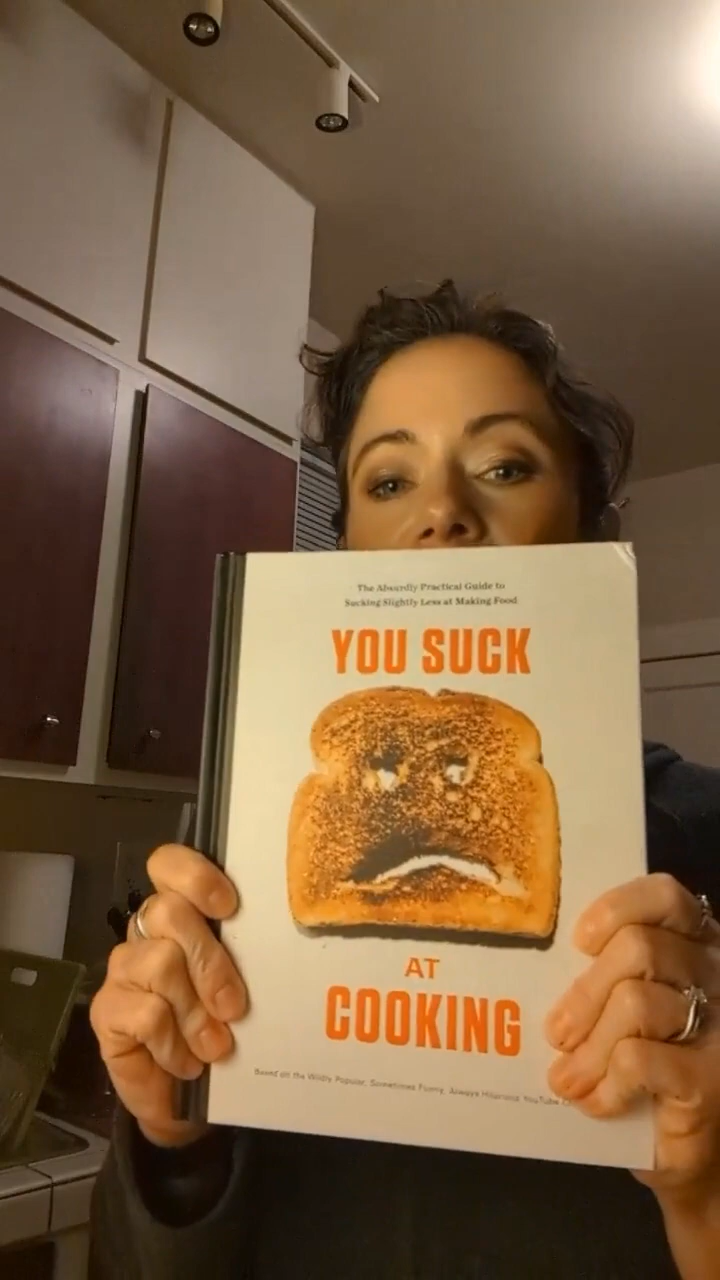 The Absurdly Practical Guide to
Sucking Slightly Less at Making Food
YOU SUCK
AT
COOKING
Based on the Wildly Popular, Sometimes Funny, Always Hilarious YouTube